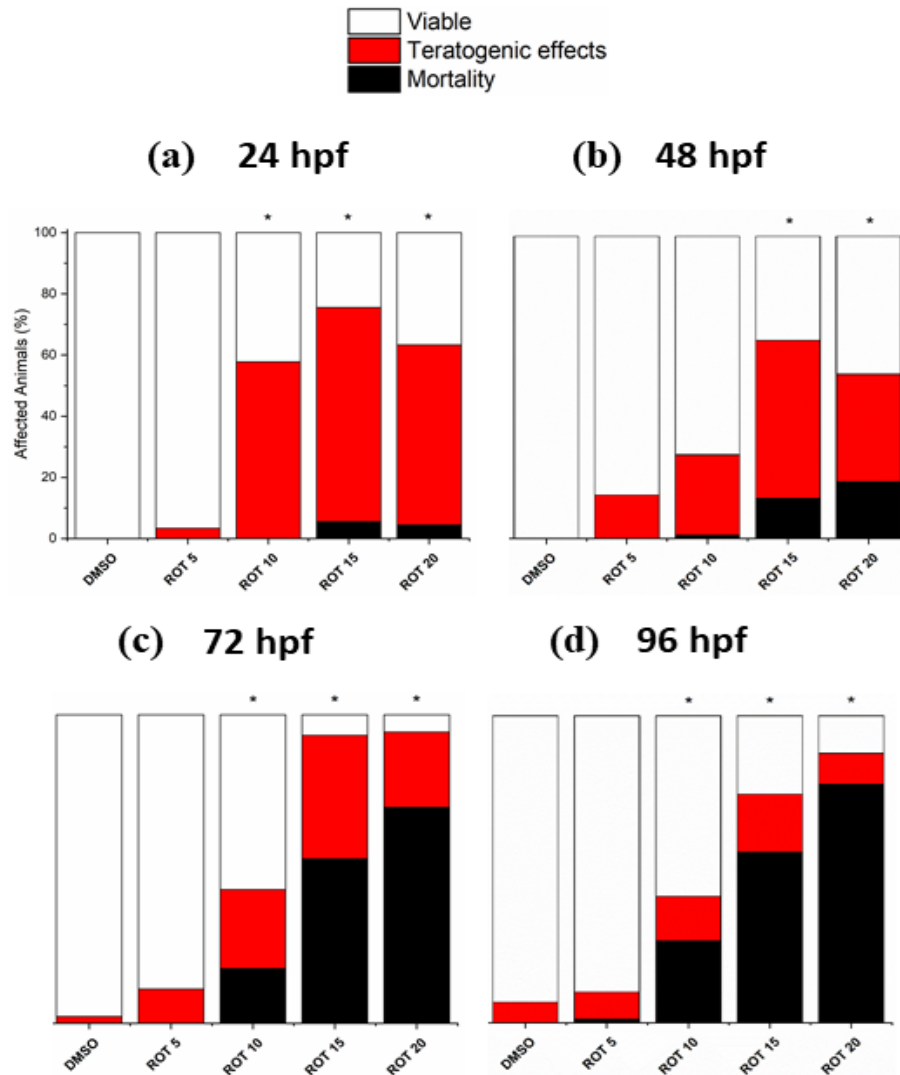 Viable
Teratogenic effects
Mortality
(a) 24 hpf
(b) 48 hpf
* * *
* *
100
80
60
40
20
0
Affected Animals (%)
DMSO ROT 5 ROT 10 ROT 15 ROT 20
DMSO ROT 5 ROT 10 ROT 15 ROT 20
(c) 72 hpf
(d) 96 hpf
* * *
* * *
DMSO ROT 5 ROT 10 ROT 15 ROT 20
DMSO ROT 5 ROT 10 ROT 15 ROT 20